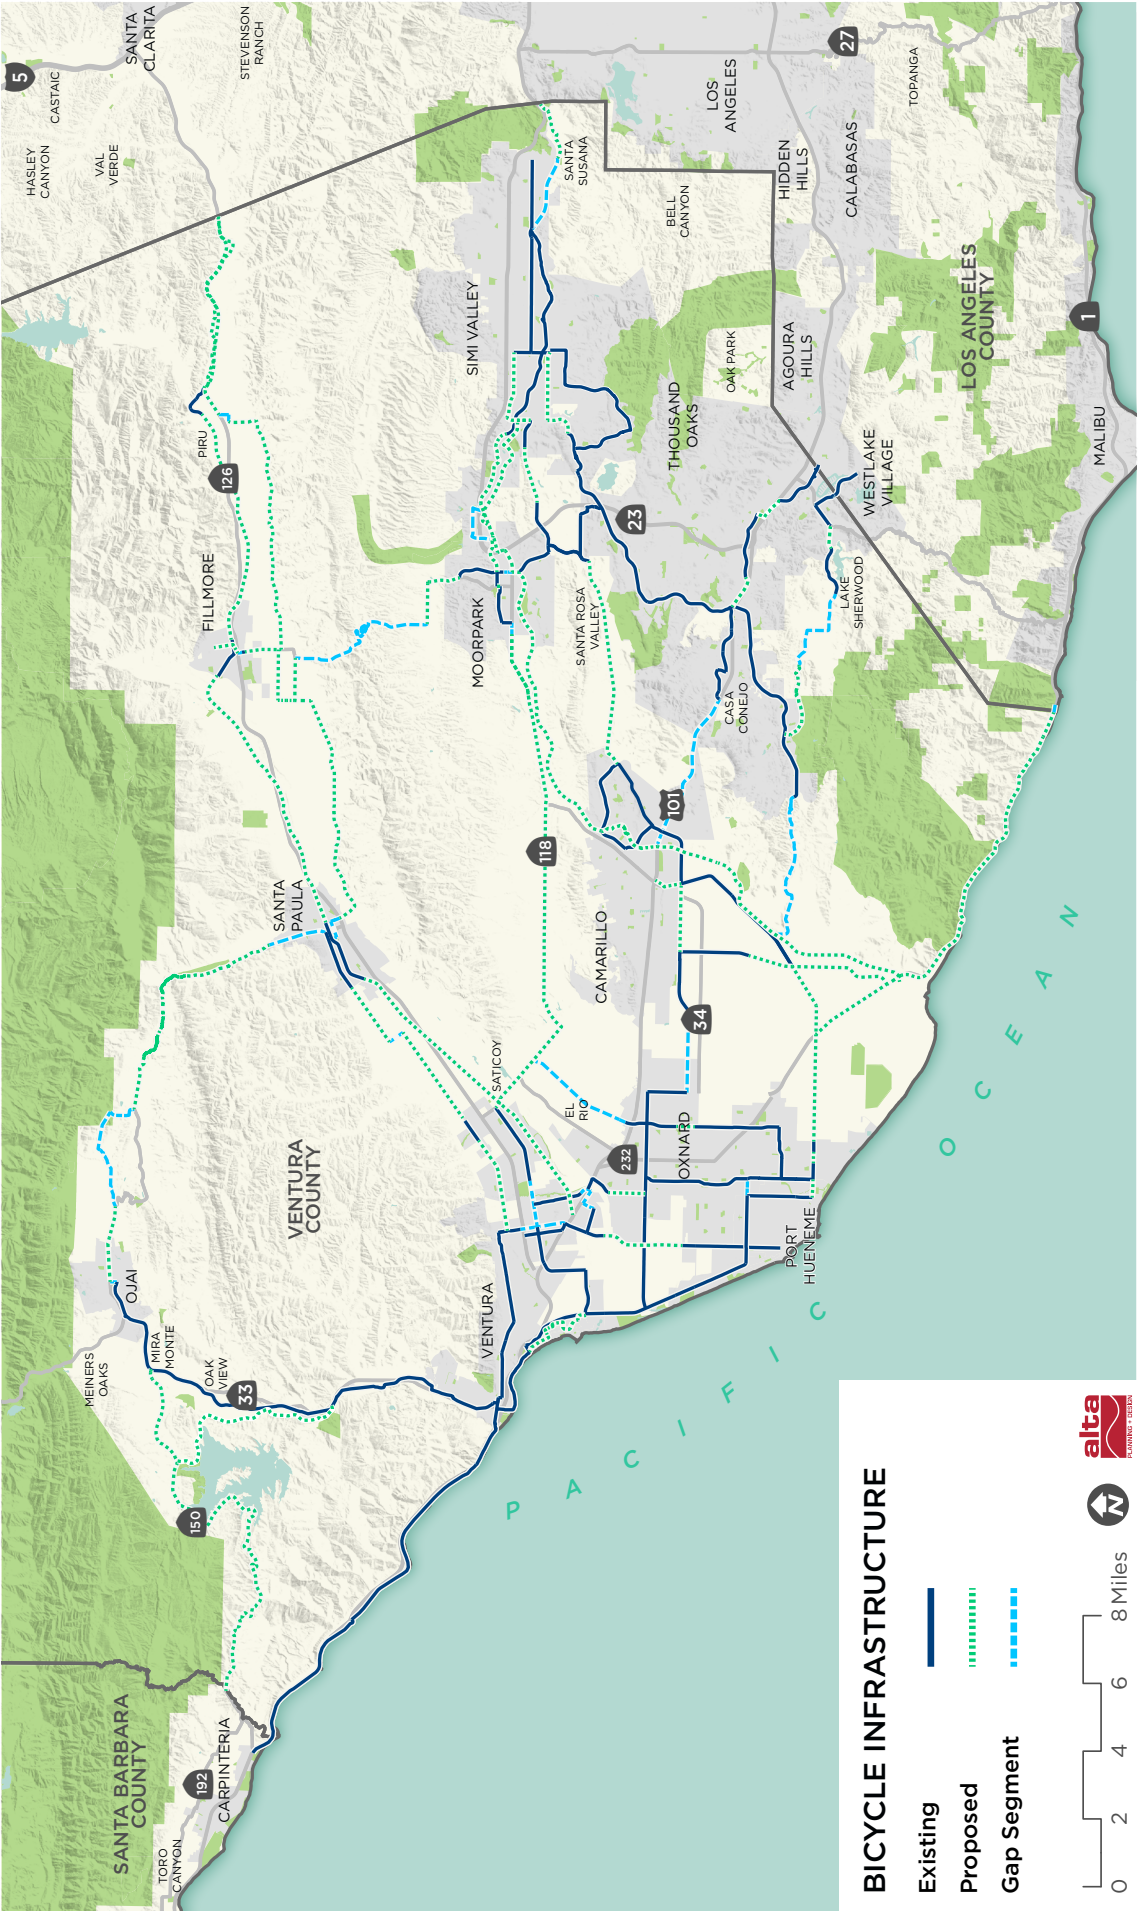 SANTA BARBARA
COUNTY
TORO
CANYON
192
CARPINTERIA
150
MEINERS
OAKS
MIRA
MONTE
OAK
VIEW
33
OJAI
VENTURA
COUNTY
VENTURA
SATICOY
EL
RIO
232
OXNARD
PORT
HUENEME
SANTA
PAULA
CAMARILLO
34
118
101
FILLMORE
126
PIRU
MOORPARK
SANTA ROSA
VALLEY
23
CASA
CONEJO
LAKE
SHERWOOD
THOUSAND
OAKS
WESTLAKE
VILLAGE
SIMI VALLEY
OAK PARK
AGOURA
HILLS
SANTA
SUSANA
BELL
CANYON
HIDDEN
HILLS
CALABASAS
LOS
ANGELES
27
TOPANGA
LOS ANGELES
COUNTY
1
MALIBU
5
CASTAIC
HASLEY
CANYON
VAL
VERDE
SANTA
CLARITA
STEVENSON
RANCH
PACIFIC OCEAN
BICYCLE INFRASTRUCTURE
Existing
Proposed
Gap Segment
0 2 4 6 8 Miles
N
alta
PLANNING + DESIGN